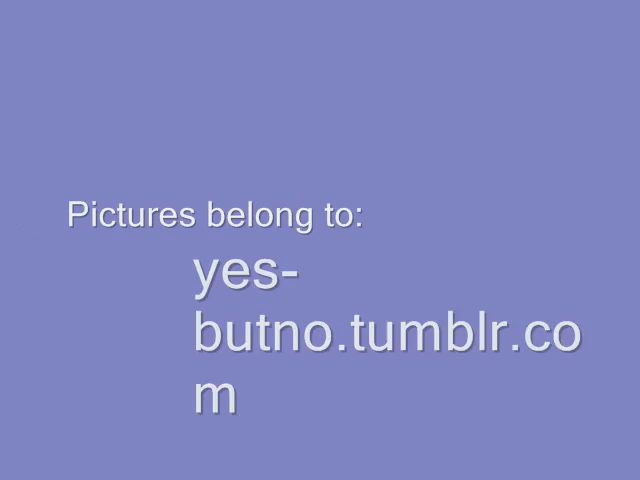 Pictures belong to:
yes-
butno.tumblr.co
m